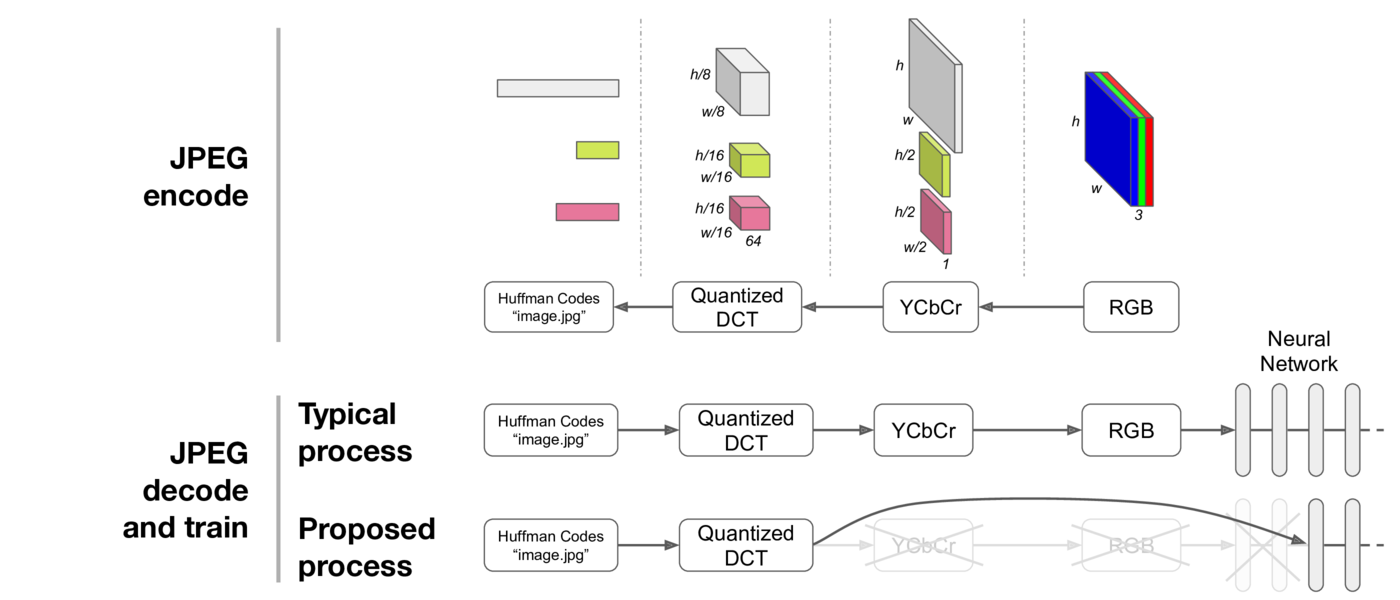 JPEG
encode
h/8
w/8
h/16
w/16
h/16
w/16
64
h
w
h/2
h/2
w/2
1
h
w
3
Huffman Codes
“image.jpg”
Quantized
DCT
YCbCr
RGB
Neural
Network
JPEG
decode
and train
Typical
process
Huffman Codes
“image.jpg”
Quantized
DCT
YCbCr
RGB
Proposed
process
Huffman Codes
“image.jpg”
Quantized
DCT
YCbCr
RGB